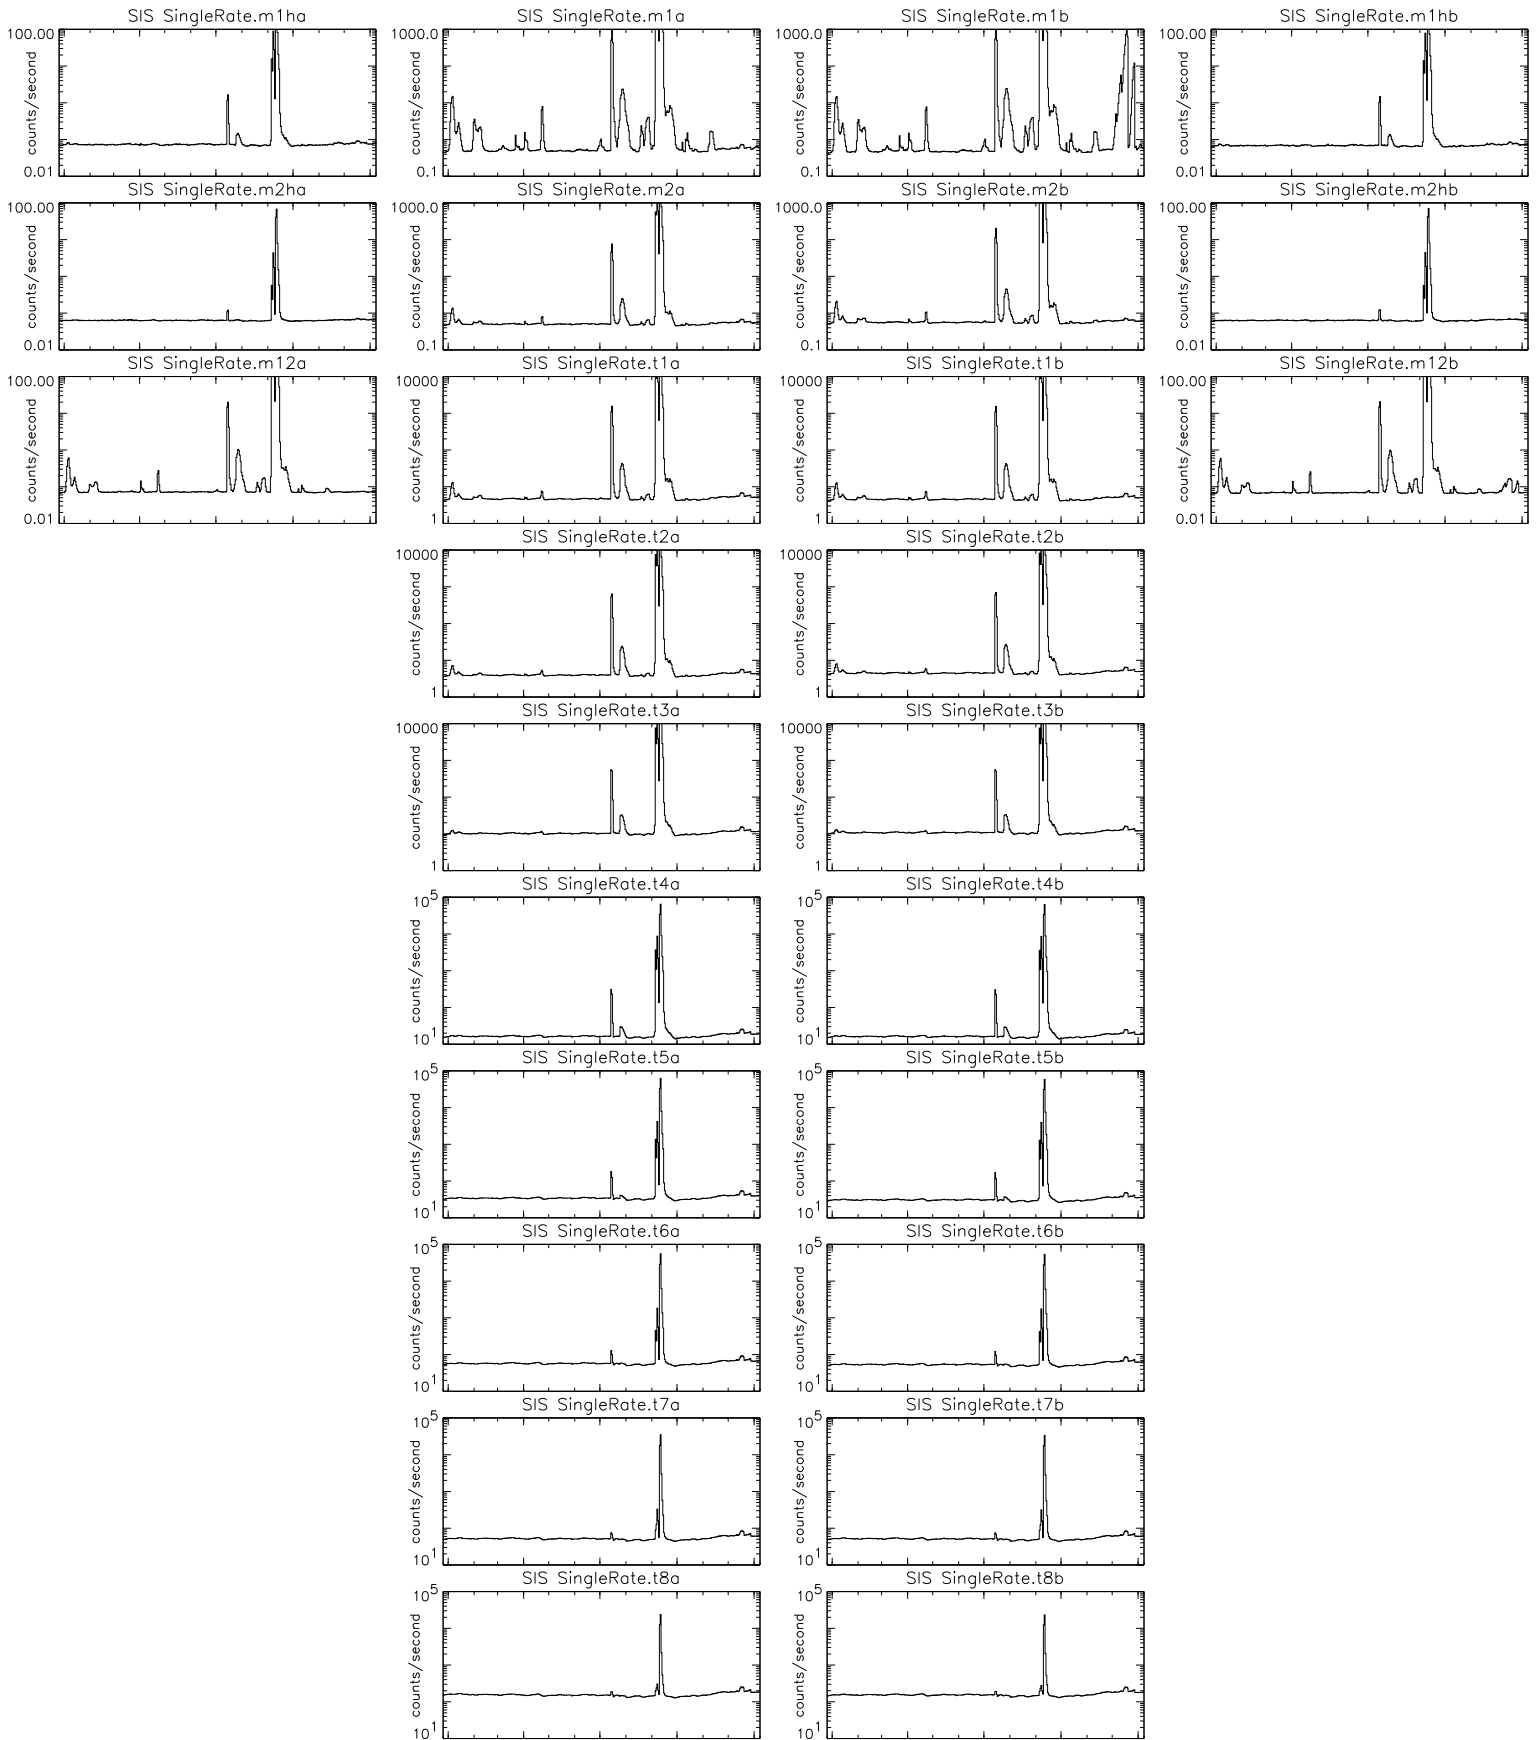 SIS SingleRate.m1ha
100.00
counts/second
0.01
SIS SingleRate.m1a
1000.0
counts/second
0.1
SIS SingleRate.m1b
1000.0
counts/second
0.1
SIS SingleRate.m1hb
100.00
counts/second
0.01
SIS SingleRate.m2ha
100.00
counts/second
0.01
SIS SingleRate.m2a
1000.0
counts/second
0.1
SIS SingleRate.m2b
1000.0
counts/second
0.1
SIS SingleRate.m2hb
100.00
counts/second
0.01
SIS SingleRate.m12a
100.00
counts/second
0.01
SIS SingleRate.t1a
10000
counts/second
1
SIS SingleRate.t1b
10000
counts/second
1
SIS SingleRate.m12b
100.00
counts/second
0.01
SIS SingleRate.t2a
10000
counts/second
1
SIS SingleRate.t2b
10000
counts/second
1
SIS SingleRate.t3a
10000
counts/second
1
SIS SingleRate.t3b
10000
counts/second
1
SIS SingleRate.t4a
10^5
counts/second
10^1
SIS SingleRate.t4b
10^5
counts/second
10^1
SIS SingleRate.t5a
10^5
counts/second
10^1
SIS SingleRate.t5b
10^5
counts/second
10^1
SIS SingleRate.t6a
10^5
counts/second
10^1
SIS SingleRate.t6b
10^5
counts/second
10^1
SIS SingleRate.t7a
10^5
counts/second
10^1
SIS SingleRate.t7b
10^5
counts/second
10^1
SIS SingleRate.t8a
10^5
counts/second
10^1
SIS SingleRate.t8b
10^5
counts/second
10^1